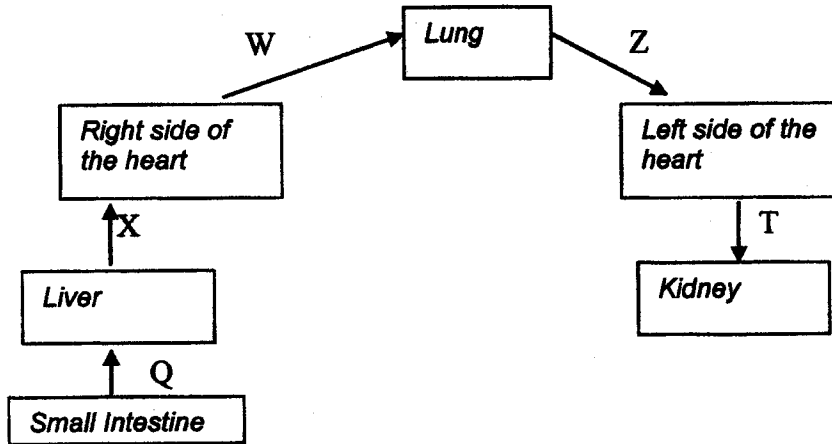 W
Lung
Z
Right side of
the heart
Left side of the
heart
X
T
Liver
Kidney
Q
Small Intestine